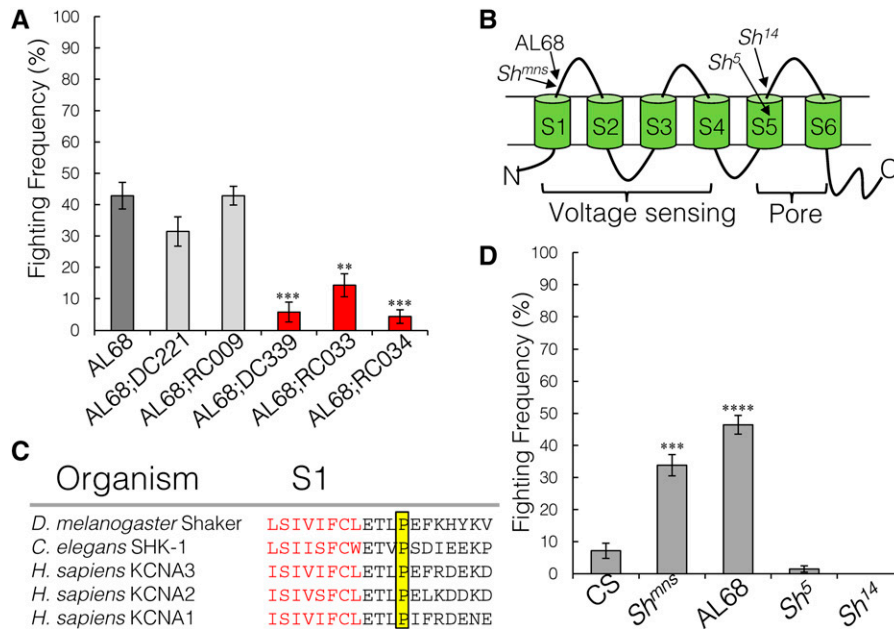 A
Fighting Frequency (%)
100
90
80
70
60
50
40
30
20
10
0
***
**
***
AL68
AL68;DC221
AL68;RC009
AL68;DC339
AL68;RC033
AL68;RC034
B
AL68
Sh^mns
Sh^5
Sh^14
S1 S2 S3 S4 S5 S6
N
C
Voltage sensing
Pore
C
Organism S1
D. melanogaster Shaker LSIVIFCLETLPEFKHYKV
C. elegans SHK-1 LSIISFCWETVPSDIEEKP
H. sapiens KCNA3 ISIVIFCLETLPEFRDEKD
H. sapiens KCNA2 ISIVSFCLETLPELKDDKD
H. sapiens KCNA1 ISIVIFCLETLPIFRDENE
D
Fighting Frequency (%)
100
90
80
70
60
50
40
30
20
10
0
***
****
CS
Sh^mns
AL68
Sh^5
Sh^14